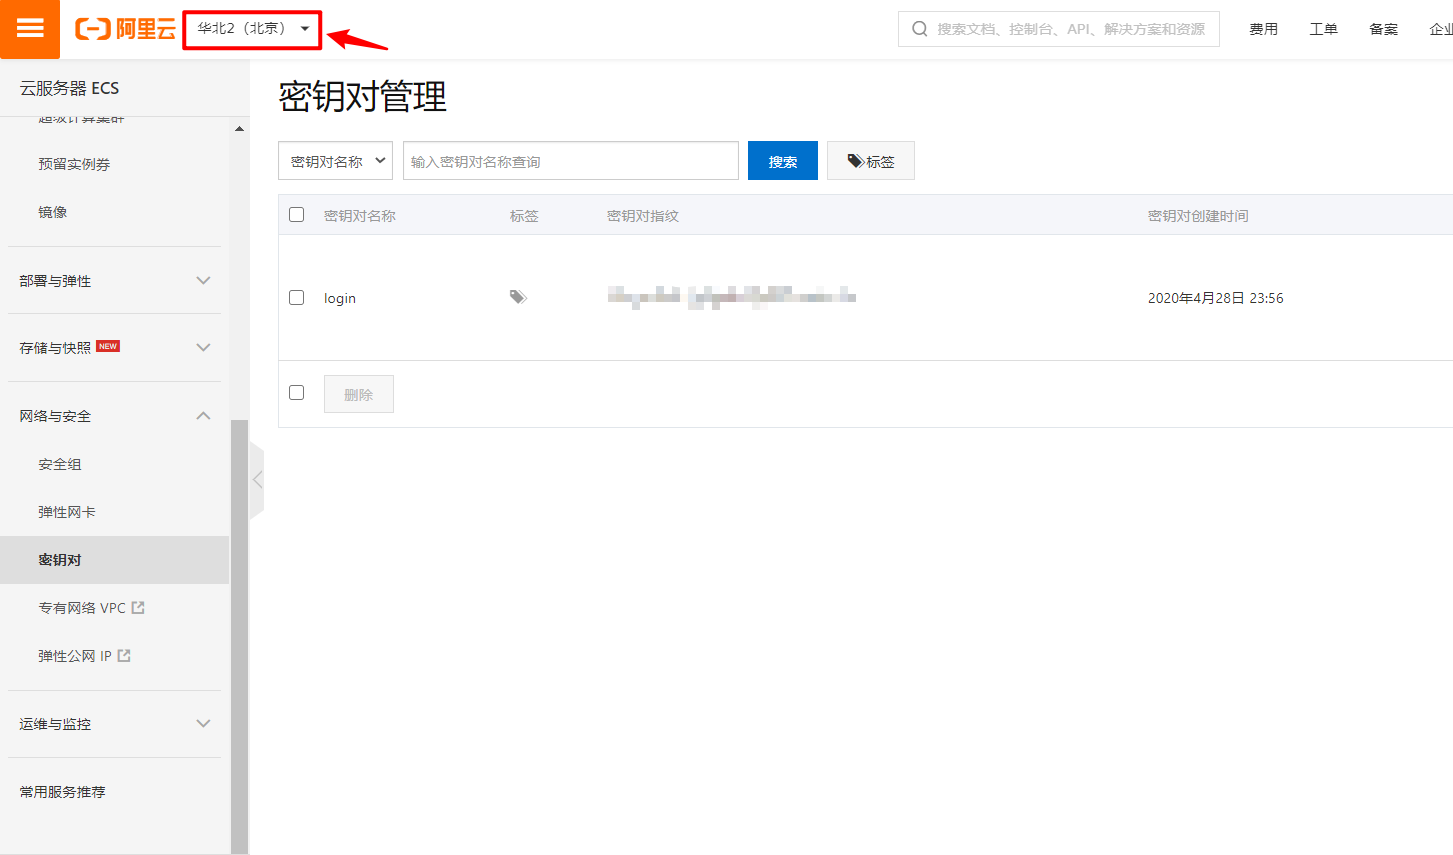 阿里云
华北2（北京）
搜索文档、控制台、API、解决方案和资源
费用
工单
备案
云服务器 ECS
超级计算集群
预留实例券
镜像
部署与弹性
存储与快照 NEW
网络与安全
安全组
弹性网卡
密钥对
专有网络 VPC
弹性公网 IP
运维与监控
常用服务推荐
密钥对管理
密钥对名称
输入密钥对名称查询
搜索
标签
密钥对名称 标签 密钥对指纹 密钥对创建时间
login 2020年4月28日 23:56
删除